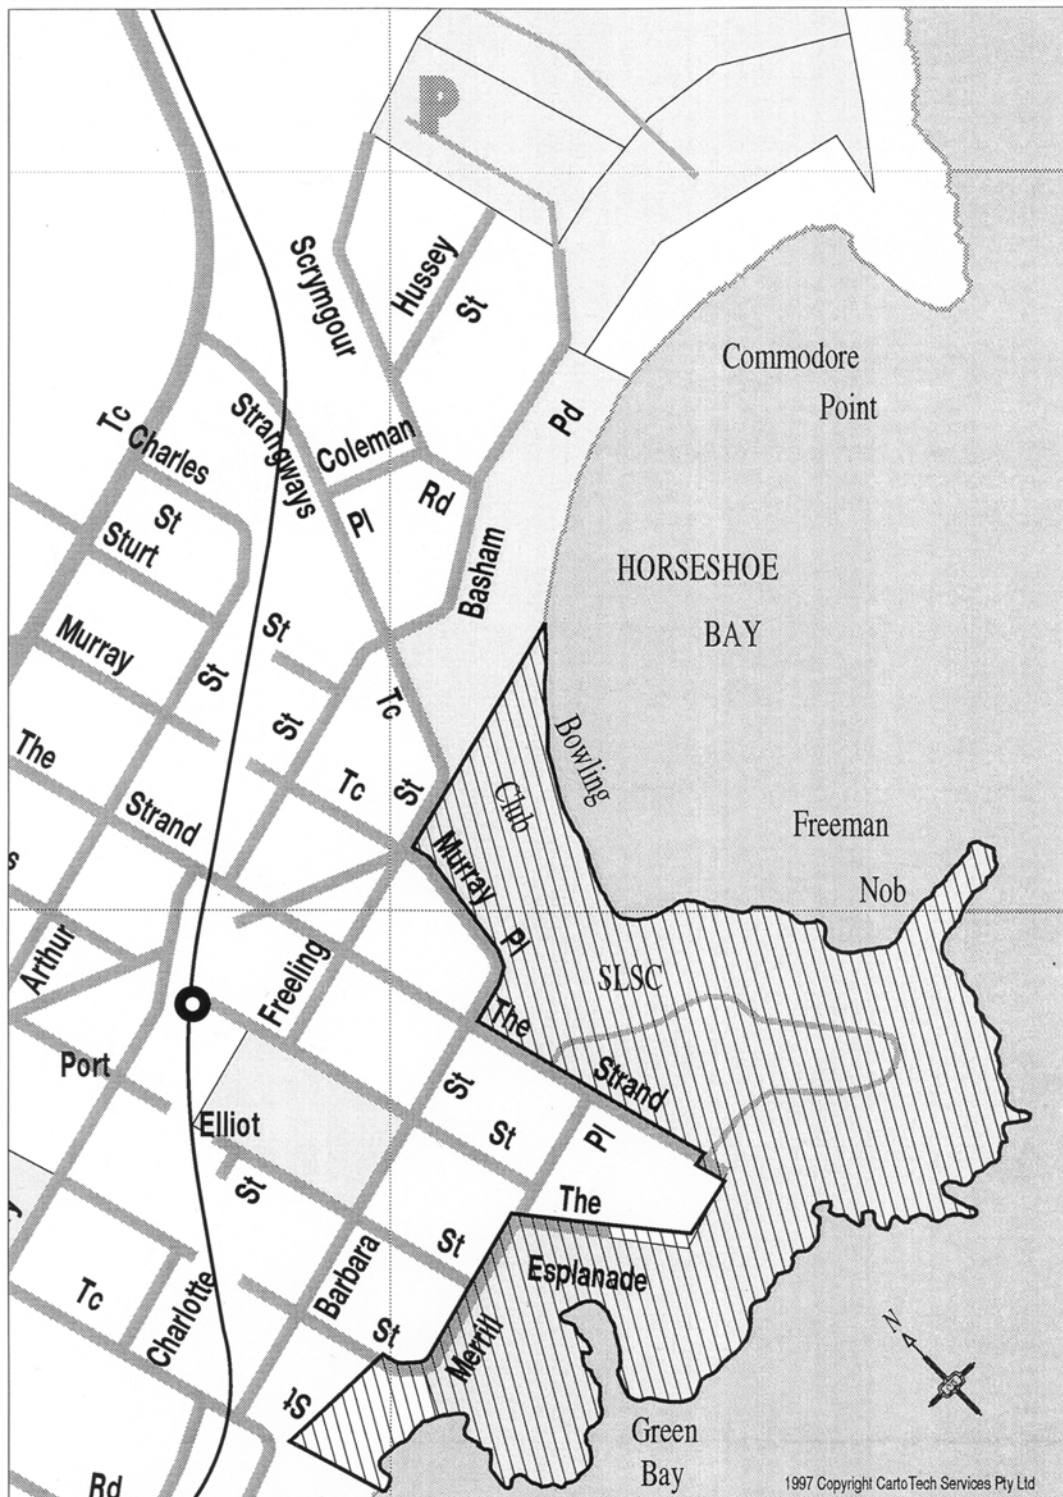 P
Scrymgour
Hussey
St
Commodore
Point
Pd
Tc
Charles
Strangways
Coleman
St
Sturt
Pl
Rd
Basham
HORSESHOE
BAY
Murray
St
St
St
Tc
The
Strand
Tc
St
Bowling
Club
Freeman
Nob
Murray
Pl
s
Arthur
Freeling
SLSC
The
Strand
Port
St
St
Pl
Elliot
St
The
Esplanade
St
Barbara
St
Tc
Charlotte
Merrill
St
Rd
Green
Bay
N
1997 Copyright CartoTech Services Pty Ltd